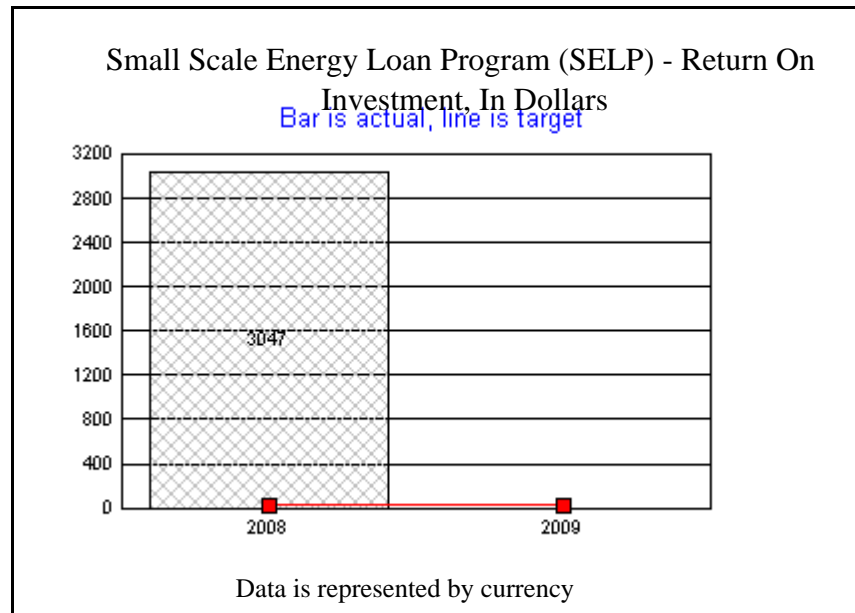 Small Scale Energy Loan Program (SELP) - Return On
Investment, In Dollars
Bar is actual, line is target
3200
2800
2400
2000
1600
3047
1200
800
400
0
2008 2009
Data is represented by currency